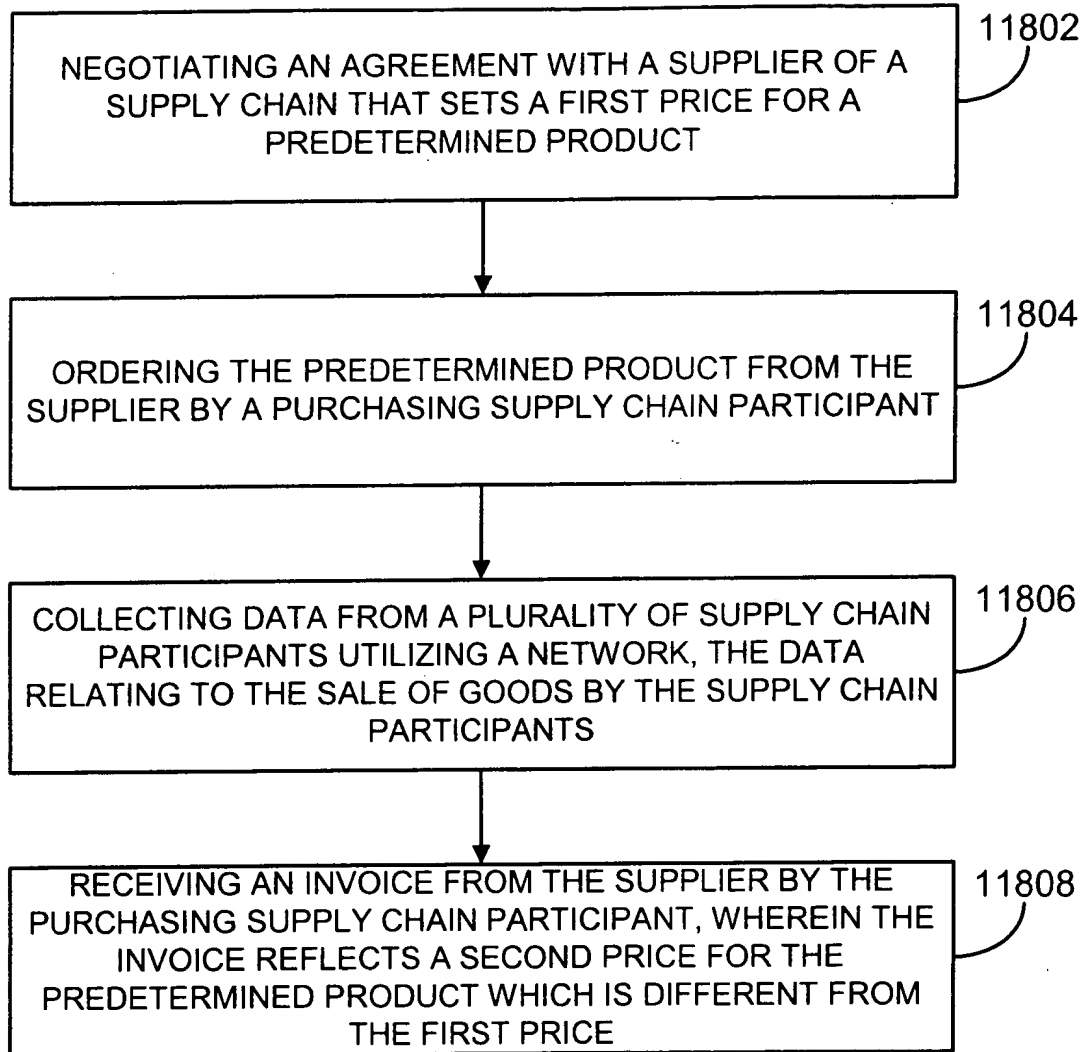 11802
NEGOTIATING AN AGREEMENT WITH A SUPPLIER OF A
SUPPLY CHAIN THAT SETS A FIRST PRICE FOR A
PREDETERMINED PRODUCT
11804
ORDERING THE PREDETERMINED PRODUCT FROM THE
SUPPLIER BY A PURCHASING SUPPLY CHAIN PARTICIPANT
11806
COLLECTING DATA FROM A PLURALITY OF SUPPLY CHAIN
PARTICIPANTS UTILIZING A NETWORK, THE DATA
RELATING TO THE SALE OF GOODS BY THE SUPPLY CHAIN
PARTICIPANTS
11808
RECEIVING AN INVOICE FROM THE SUPPLIER BY THE
PURCHASING SUPPLY CHAIN PARTICIPANT, WHEREIN THE
INVOICE REFLECTS A SECOND PRICE FOR THE
PREDETERMINED PRODUCT WHICH IS DIFFERENT FROM
THE FIRST PRICE